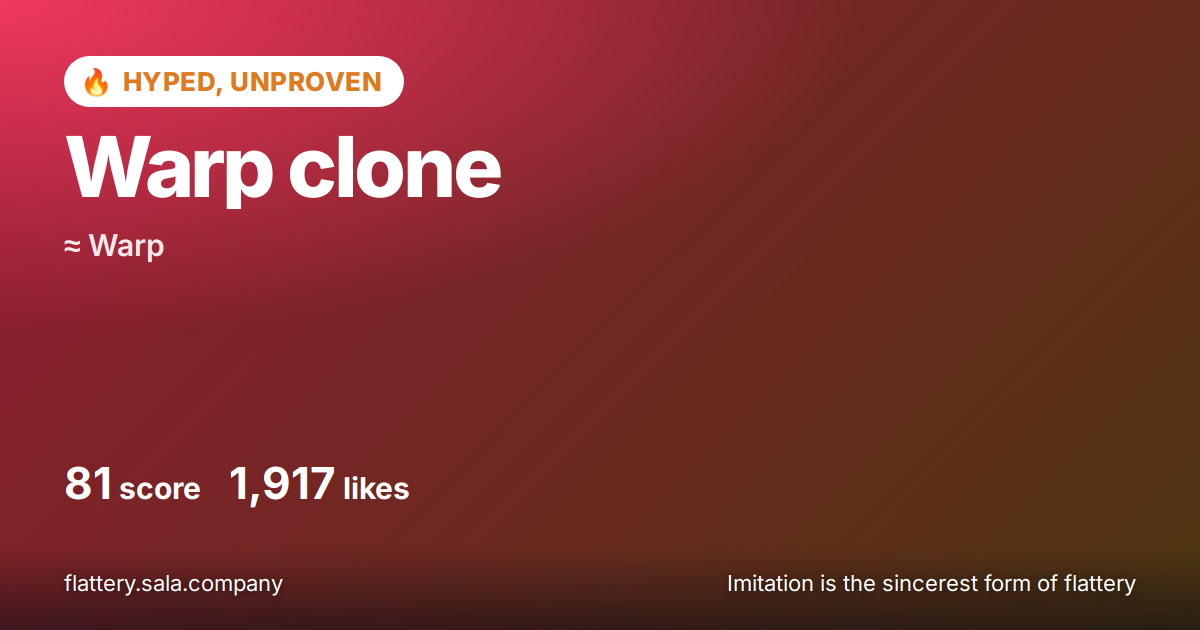 🔥 HYPED, UNPROVEN
Warp clone
≈ Warp
81 score 1,917 likes
flattery.sala.company
Imitation is the sincerest form of flattery